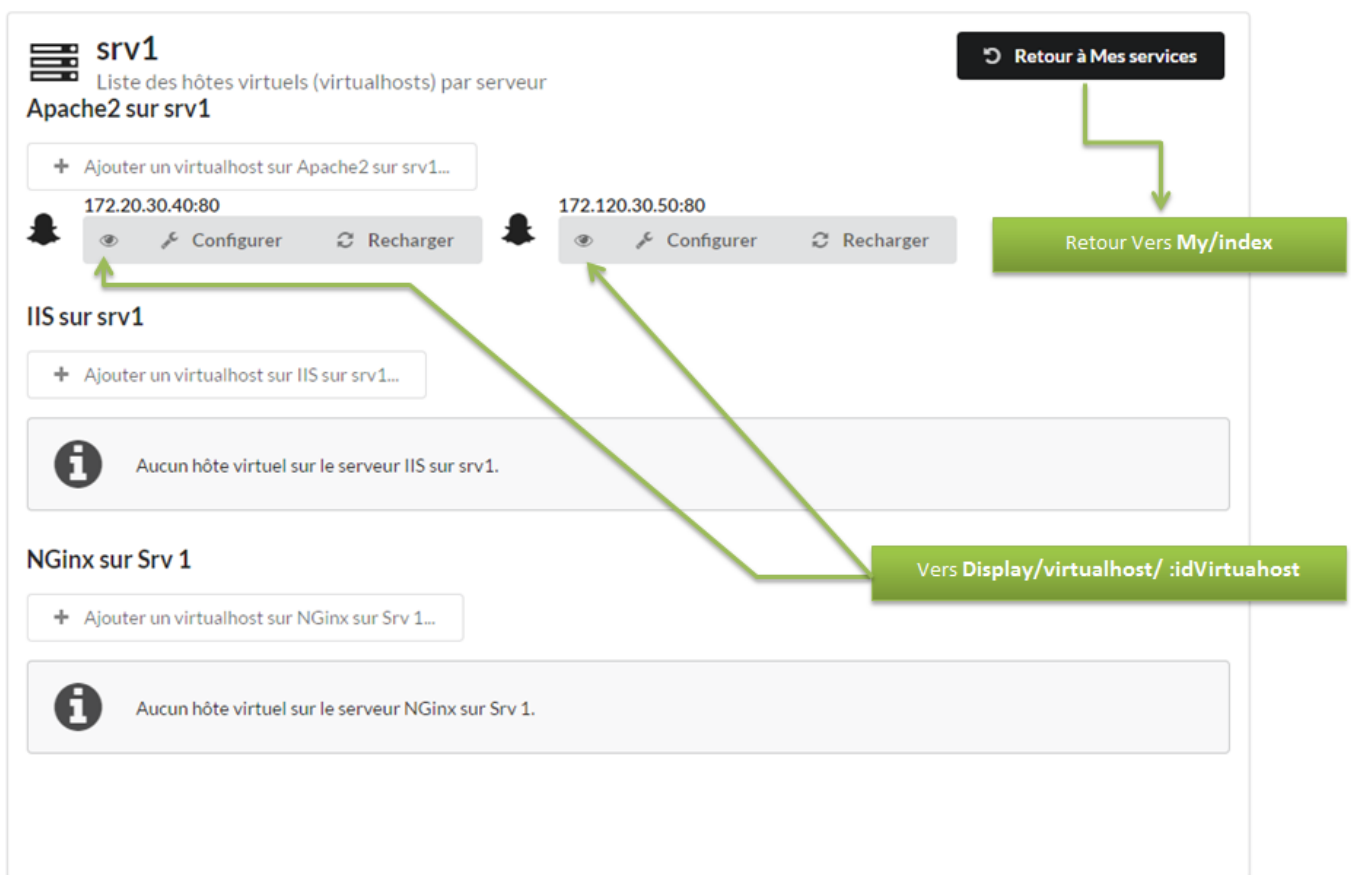 srv1
Retour à Mes services
Liste des hôtes virtuels (virtualhosts) par serveur
Apache2 sur srv1
Ajouter un virtualhost sur Apache2 sur srv1...
172.20.30.40:80
172.120.30.50:80
Configurer
Recharger
Configurer
Recharger
Retour Vers My/index
IIS sur srv1
Ajouter un virtualhost sur IIS sur srv1...
Aucun hôte virtuel sur le serveur IIS sur srv1.
NGinx sur Srv 1
Vers Display/virtualhost/ :idVirtuahost
Ajouter un virtualhost sur NGinx sur Srv 1...
Aucun hôte virtuel sur le serveur NGinx sur Srv 1.